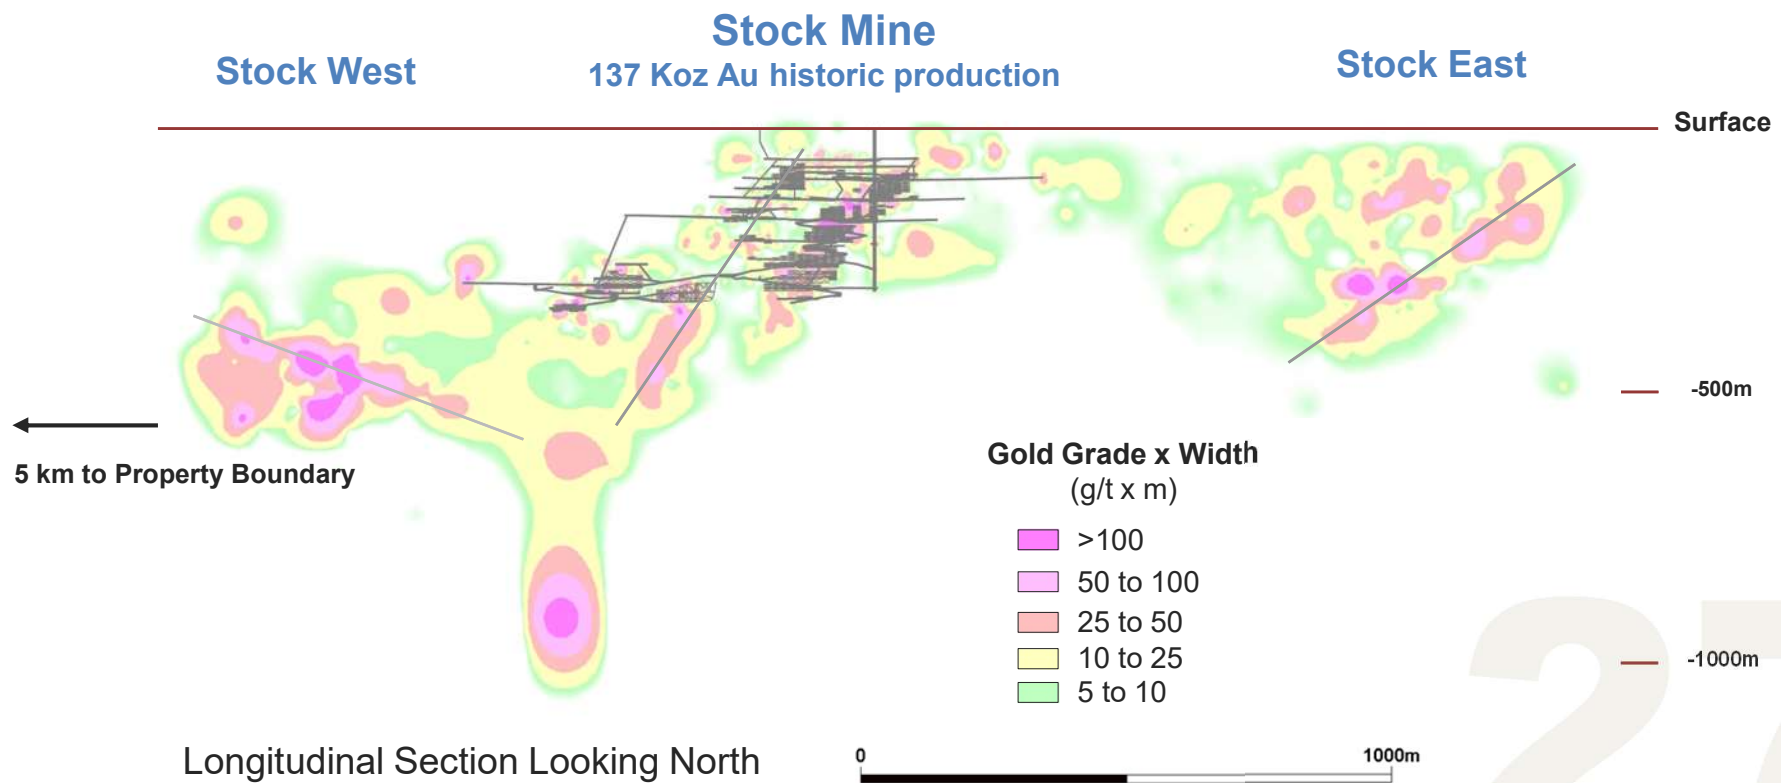 Stock Mine
Stock West
137 Koz Au historic production
Stock East
Surface
-500m
5 km to Property Boundary
Gold Grade x Width
(g/t x m)
>100
50 to 100
25 to 50
10 to 25
5 to 10
-1000m
27
Longitudinal Section Looking North
0
1000m